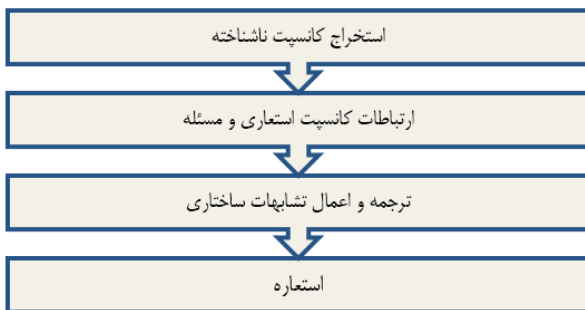 استخراج کانسپت ناشناخته
ارتباطات کانسپت استعاری و مسئله
ترجمه و اعمال تشابهات ساختاری
استعاره